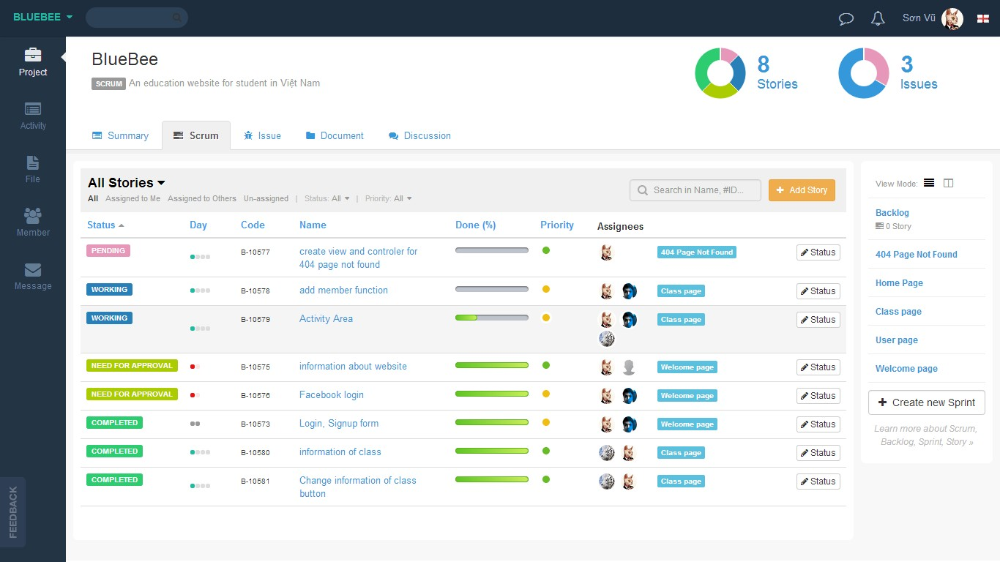 BLUEBEE
Sơn Vũ
Project
Activity
File
Member
Message
FEEDBACK
BlueBee
SCRUM An education website for student in Việt Nam
8
Stories
3
Issues
Summary
Scrum
Issue
Document
Discussion
All Stories
All Assigned to Me Assigned to Others Un-assigned | Status: All | Priority: All
Search in Name, #ID...
Add Story
Status Day Code Name Done (%) Priority Assignees
PENDING B-10577 create view and controler for 404 Page Not Found Status
404 page not found
WORKING B-10578 add member function Class page Status
WORKING B-10579 Activity Area Class page Status
NEED FOR APPROVAL B-10575 information about website Welcome page Status
NEED FOR APPROVAL B-10576 Facebook login Welcome page Status
COMPLETED B-10573 Login, Signup form Welcome page Status
COMPLETED B-10580 information of class Class page Status
COMPLETED B-10581 Change information of class Class page Status
button
View Mode:
Backlog
0 Story
404 Page Not Found
Home Page
Class page
User page
Welcome page
Create new Sprint
Learn more about Scrum,
Backlog, Sprint, Story »